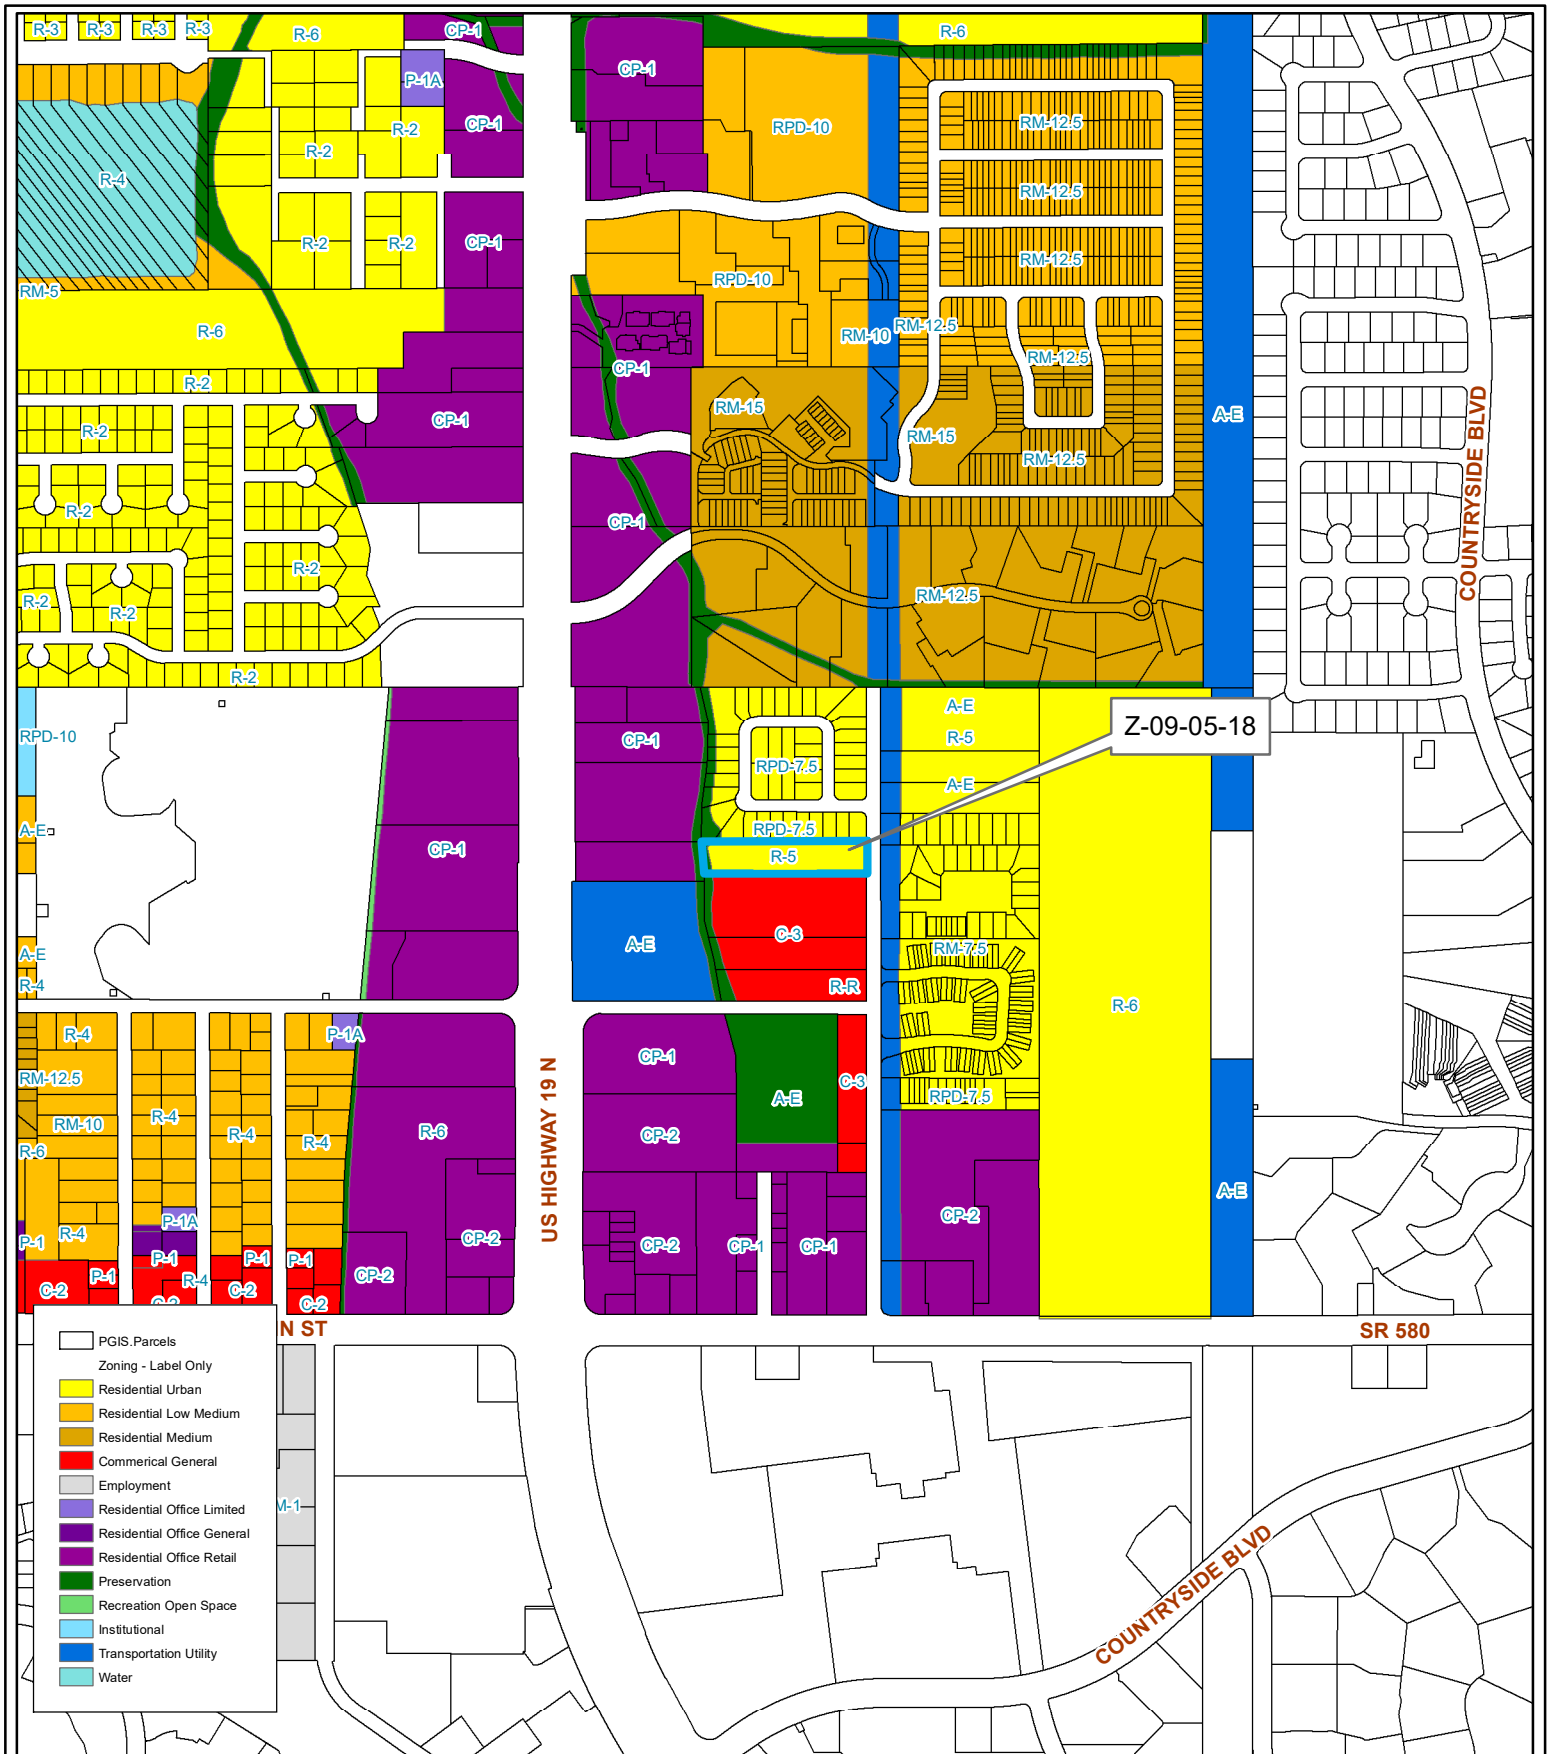 R-3
R-3
R-3
R-3
R-6
CP-1
R-6
CP-1
P-1A
CP-1
R-2
R-2
RPD-10
RM-12.5
R-4
RM-12.5
R-2
R-2
CP-1
RM-12.5
RPD-10
RM-5
R-6
RM-10
RM-12.5
RM-12.5
CP-1
R-2
RM-15
CP-1
A-E
R-2
RM-15
RM-12.5
R-2
CP-1
COUNTRYSIDE BLVD
R-2
R-2
R-2
RM-12.5
R-2
A-E
Z-09-05-18
RPD-10
CP-1
R-5
RPD-7.5
A-E
A-E
RPD-7.5
CP-1
R-5
A-E
A-E
C-3
RM-7.5
R-4
R-R
R-6
R-4
P-1A
CP-1
RM-12.5
C-3
A-E
RPD-7.5
R-4
RM-10
R-4
R-4
R-6
CP-2
R-6
US HIGHWAY 19 N
A-E
P-1A
CP-2
R-4
P-1
CP-2
CP-2
CP-1
CP-1
P-1
P-1
P-1
P-1
CP-2
R-4
C-2
C-2
C-2
C-2
N ST
SR 580
PGIS.Parcels
Zoning - Label Only
Residential Urban
Residential Low Medium
Residential Medium
Commerical General
Employment
Residential Office Limited
Residential Office General
Residential Office Retail
Preservation
Recreation Open Space
Institutional
Transportation Utility
Water
M-1
COUNTRYSIDE BLVD